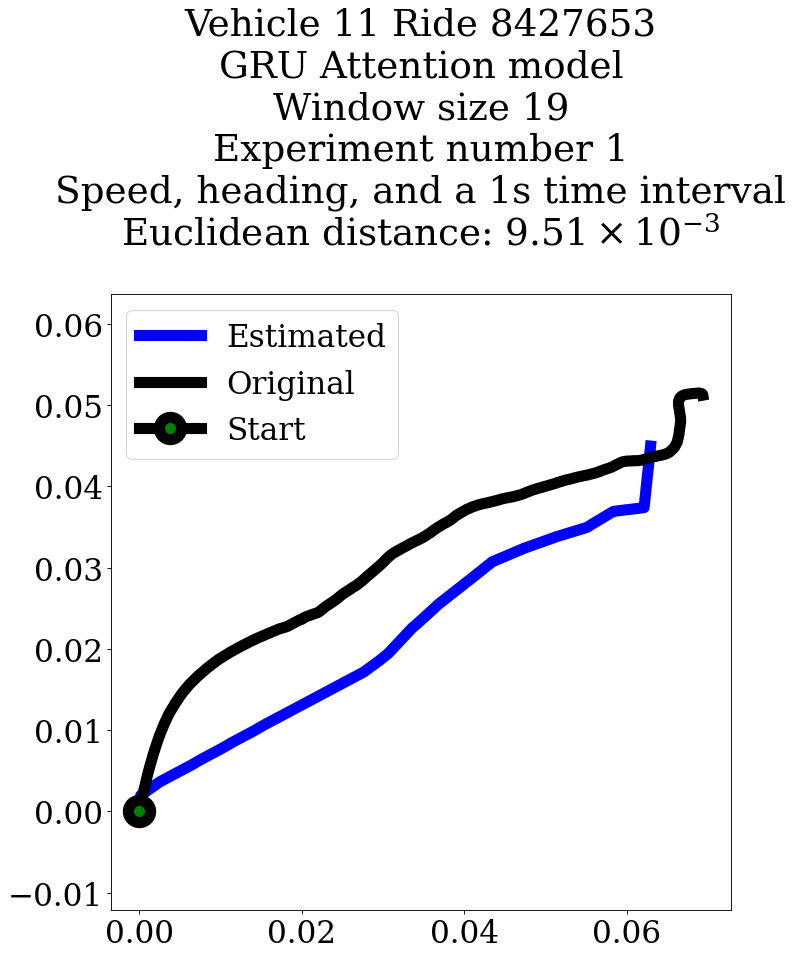 Vehicle 11 Ride 8427653
GRU Attention model
Window size 19
Experiment number 1
Speed, heading, and a 1s time interval
Euclidean distance: 9.51 × 10⁻³
Estimated
Original
Start
0.06
0.05
0.04
0.03
0.02
0.01
0.00
−0.01
0.00 0.02 0.04 0.06